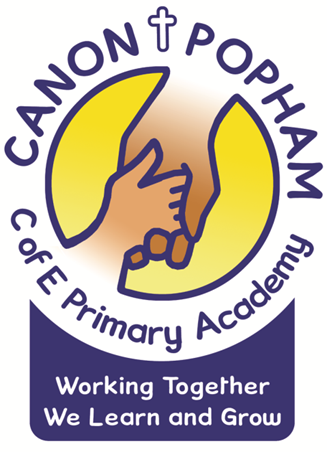 CANON POPHAM
C of E Primary Academy
Working Together
We Learn and Grow